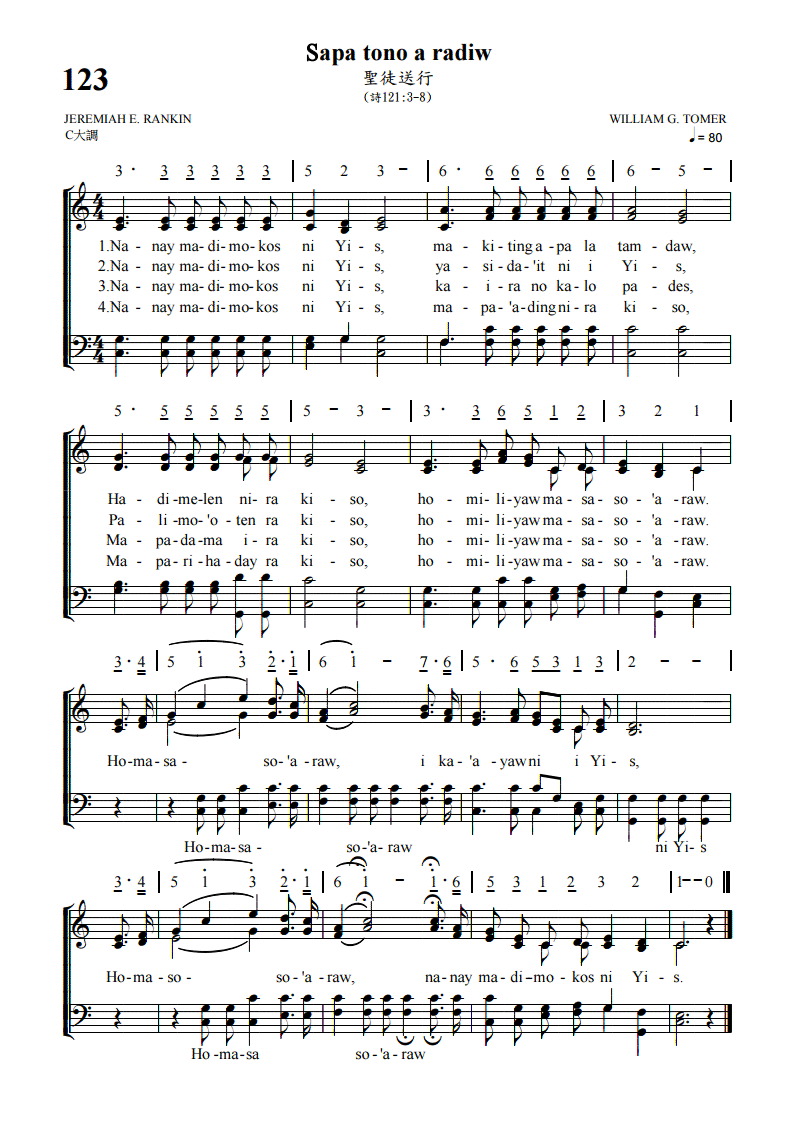 Sapa tono a radiw
123
聖徒送行
(詩121:3-8)
JEREMIAH E. RANKIN
WILLIAM G. TOMER
C大調
= 80
3 · 3 3 3 3 3 | 5 2 3 – | 6 · 6 6 6 6 6 | 6 – 5 – |
1.Na - nay ma-di-mo-kos ni Yi-s, ma-ki-ting a-pa la tam-daw,
2.Na - nay ma-di-mo-kos ni Yi-s, ya-si-da-'it ni i Yi-s,
3.Na - nay ma-di-mo-kos ni Yi-s, ka-i-ra no ka-lo pa-des,
4.Na - nay ma-di-mo-kos ni Yi-s, ma-pa-'a-ding ni-ra ki-so,
5 · 5 5 5 5 5 | 5 – 3 – | 3 · 3 6 5 1 2 | 3 2 1 |
Ha - di-me-len ni-ra ki-so, ho-mi-li-yaw ma-sa-so-'a-raw.
Pa - li-mo-'o-ten ra ki-so, ho-mi-li-yaw ma-sa-so-'a-raw.
Ma-pa-da-ma i-ra ki-so, ho-mi-li-yaw ma-sa-so-'a-raw.
Ma-pa-ri-ha-day ra ki-so, ho-mi-li-yaw ma-sa-so-'a-raw.
3·4 | 5 1 3 2·1 | 6 1 – 7·6 | 5 · 6 5 3 1 3 | 2 – – |
Ho-ma-sa- so-'a-raw, i ka-'a-yaw ni i Yi-s,
Ho-ma-sa- so-'a-raw ni Yi-s
3·4 | 5 1 3 2·1 | 6 1 – 1·6 | 5 3 1 2 3 2 | 1–0 ||
Ho-ma-so- so-'a-raw, na-nay ma-di-mo-kos ni Yi-s.
Ho-ma-sa so-'a-raw